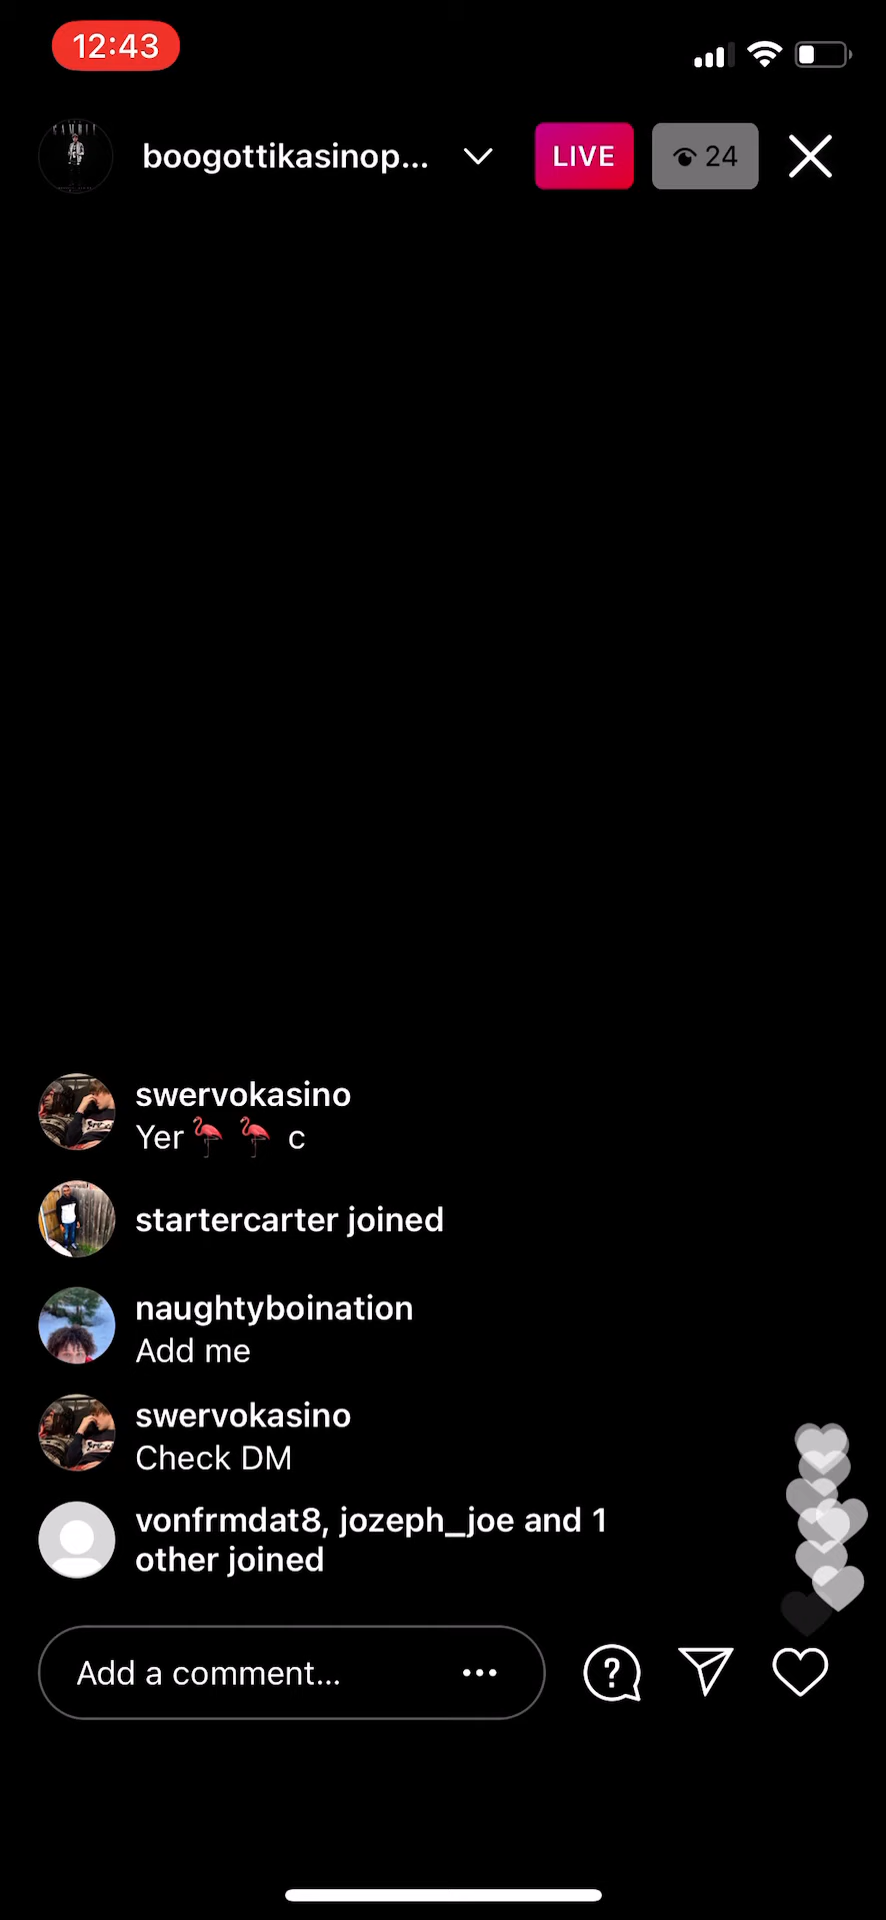 12:43
boogottikasinop...
LIVE
24
swervokasino
Yer🦩 🦩 c
startercarter joined
naughtyboination
Add me
swervokasino
Check DM
vonfrmdat8, jozeph_joe and 1
other joined
Add a comment...